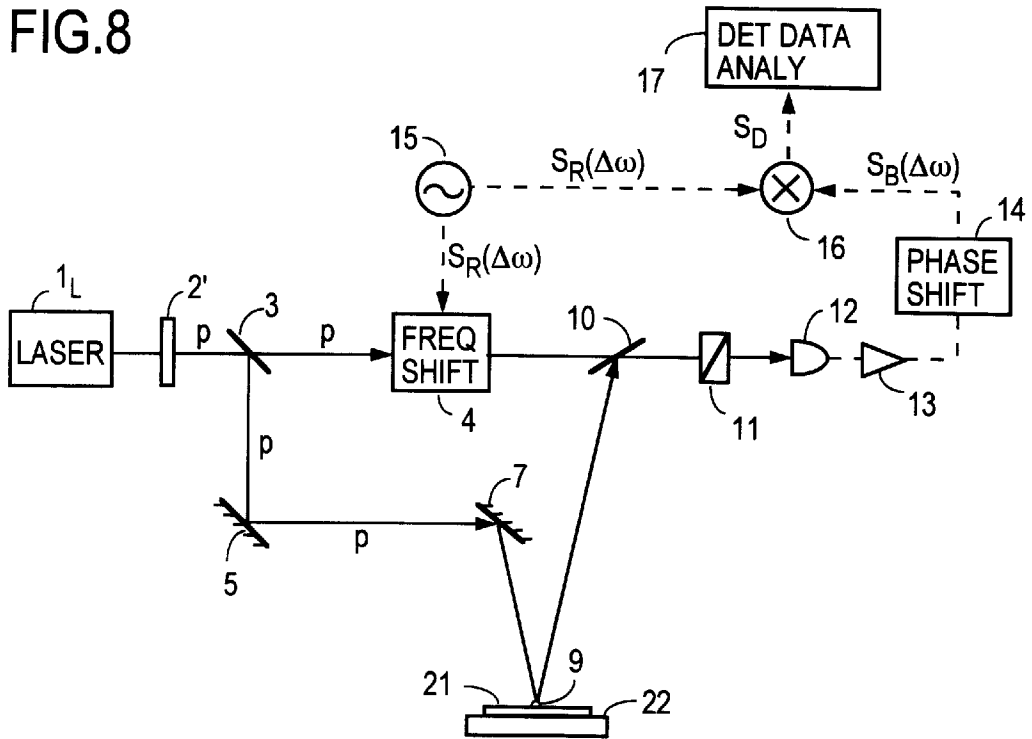 FIG.8
DET DATA
ANALY
17
S_D
15
S_R(Δω)
S_B(Δω)
16
14
S_R(Δω)
PHASE
SHIFT
1_L
2'
3
10
12
LASER
p
p
FREQ
SHIFT
4
11
13
p
7
5
p
9
21
22